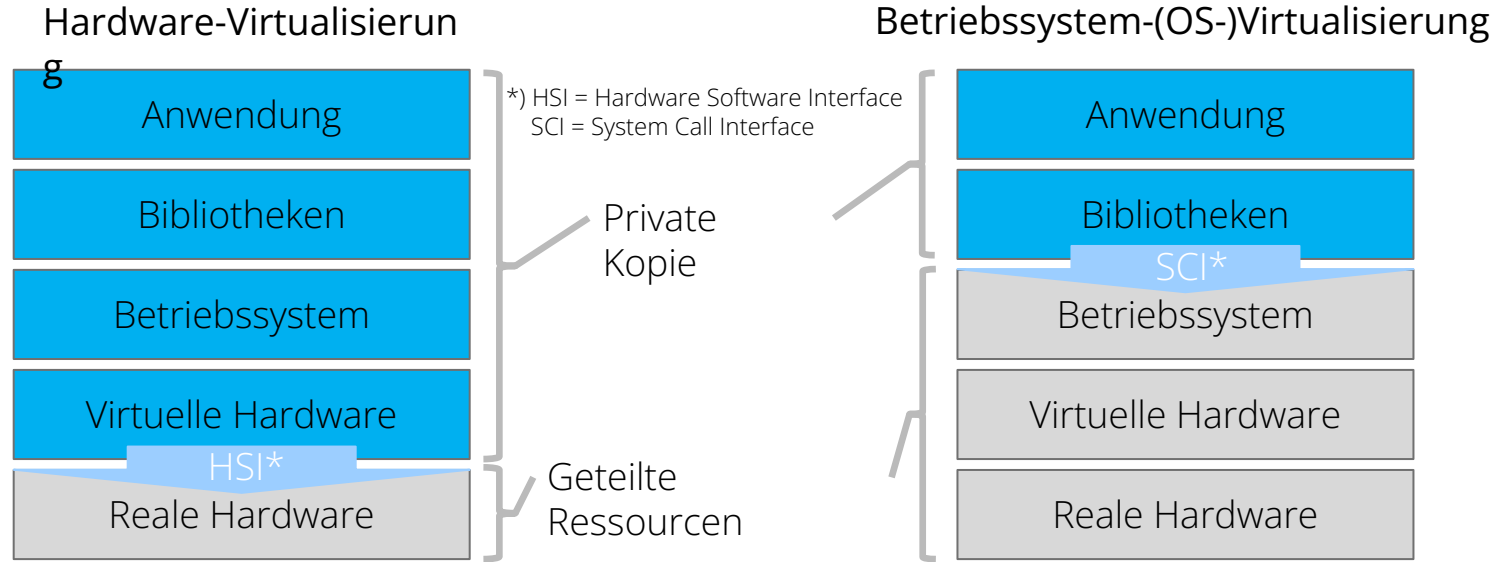 Hardware-Virtualisierun
g
Anwendung
Bibliotheken
Betriebssystem
Virtuelle Hardware
HSI*
Reale Hardware
*) HSI = Hardware Software Interface
SCI = System Call Interface
Private
Kopie
Geteilte
Ressourcen
Betriebssystem-(OS-)Virtualisierung
Anwendung
Bibliotheken
SCI*
Betriebssystem
Virtuelle Hardware
Reale Hardware